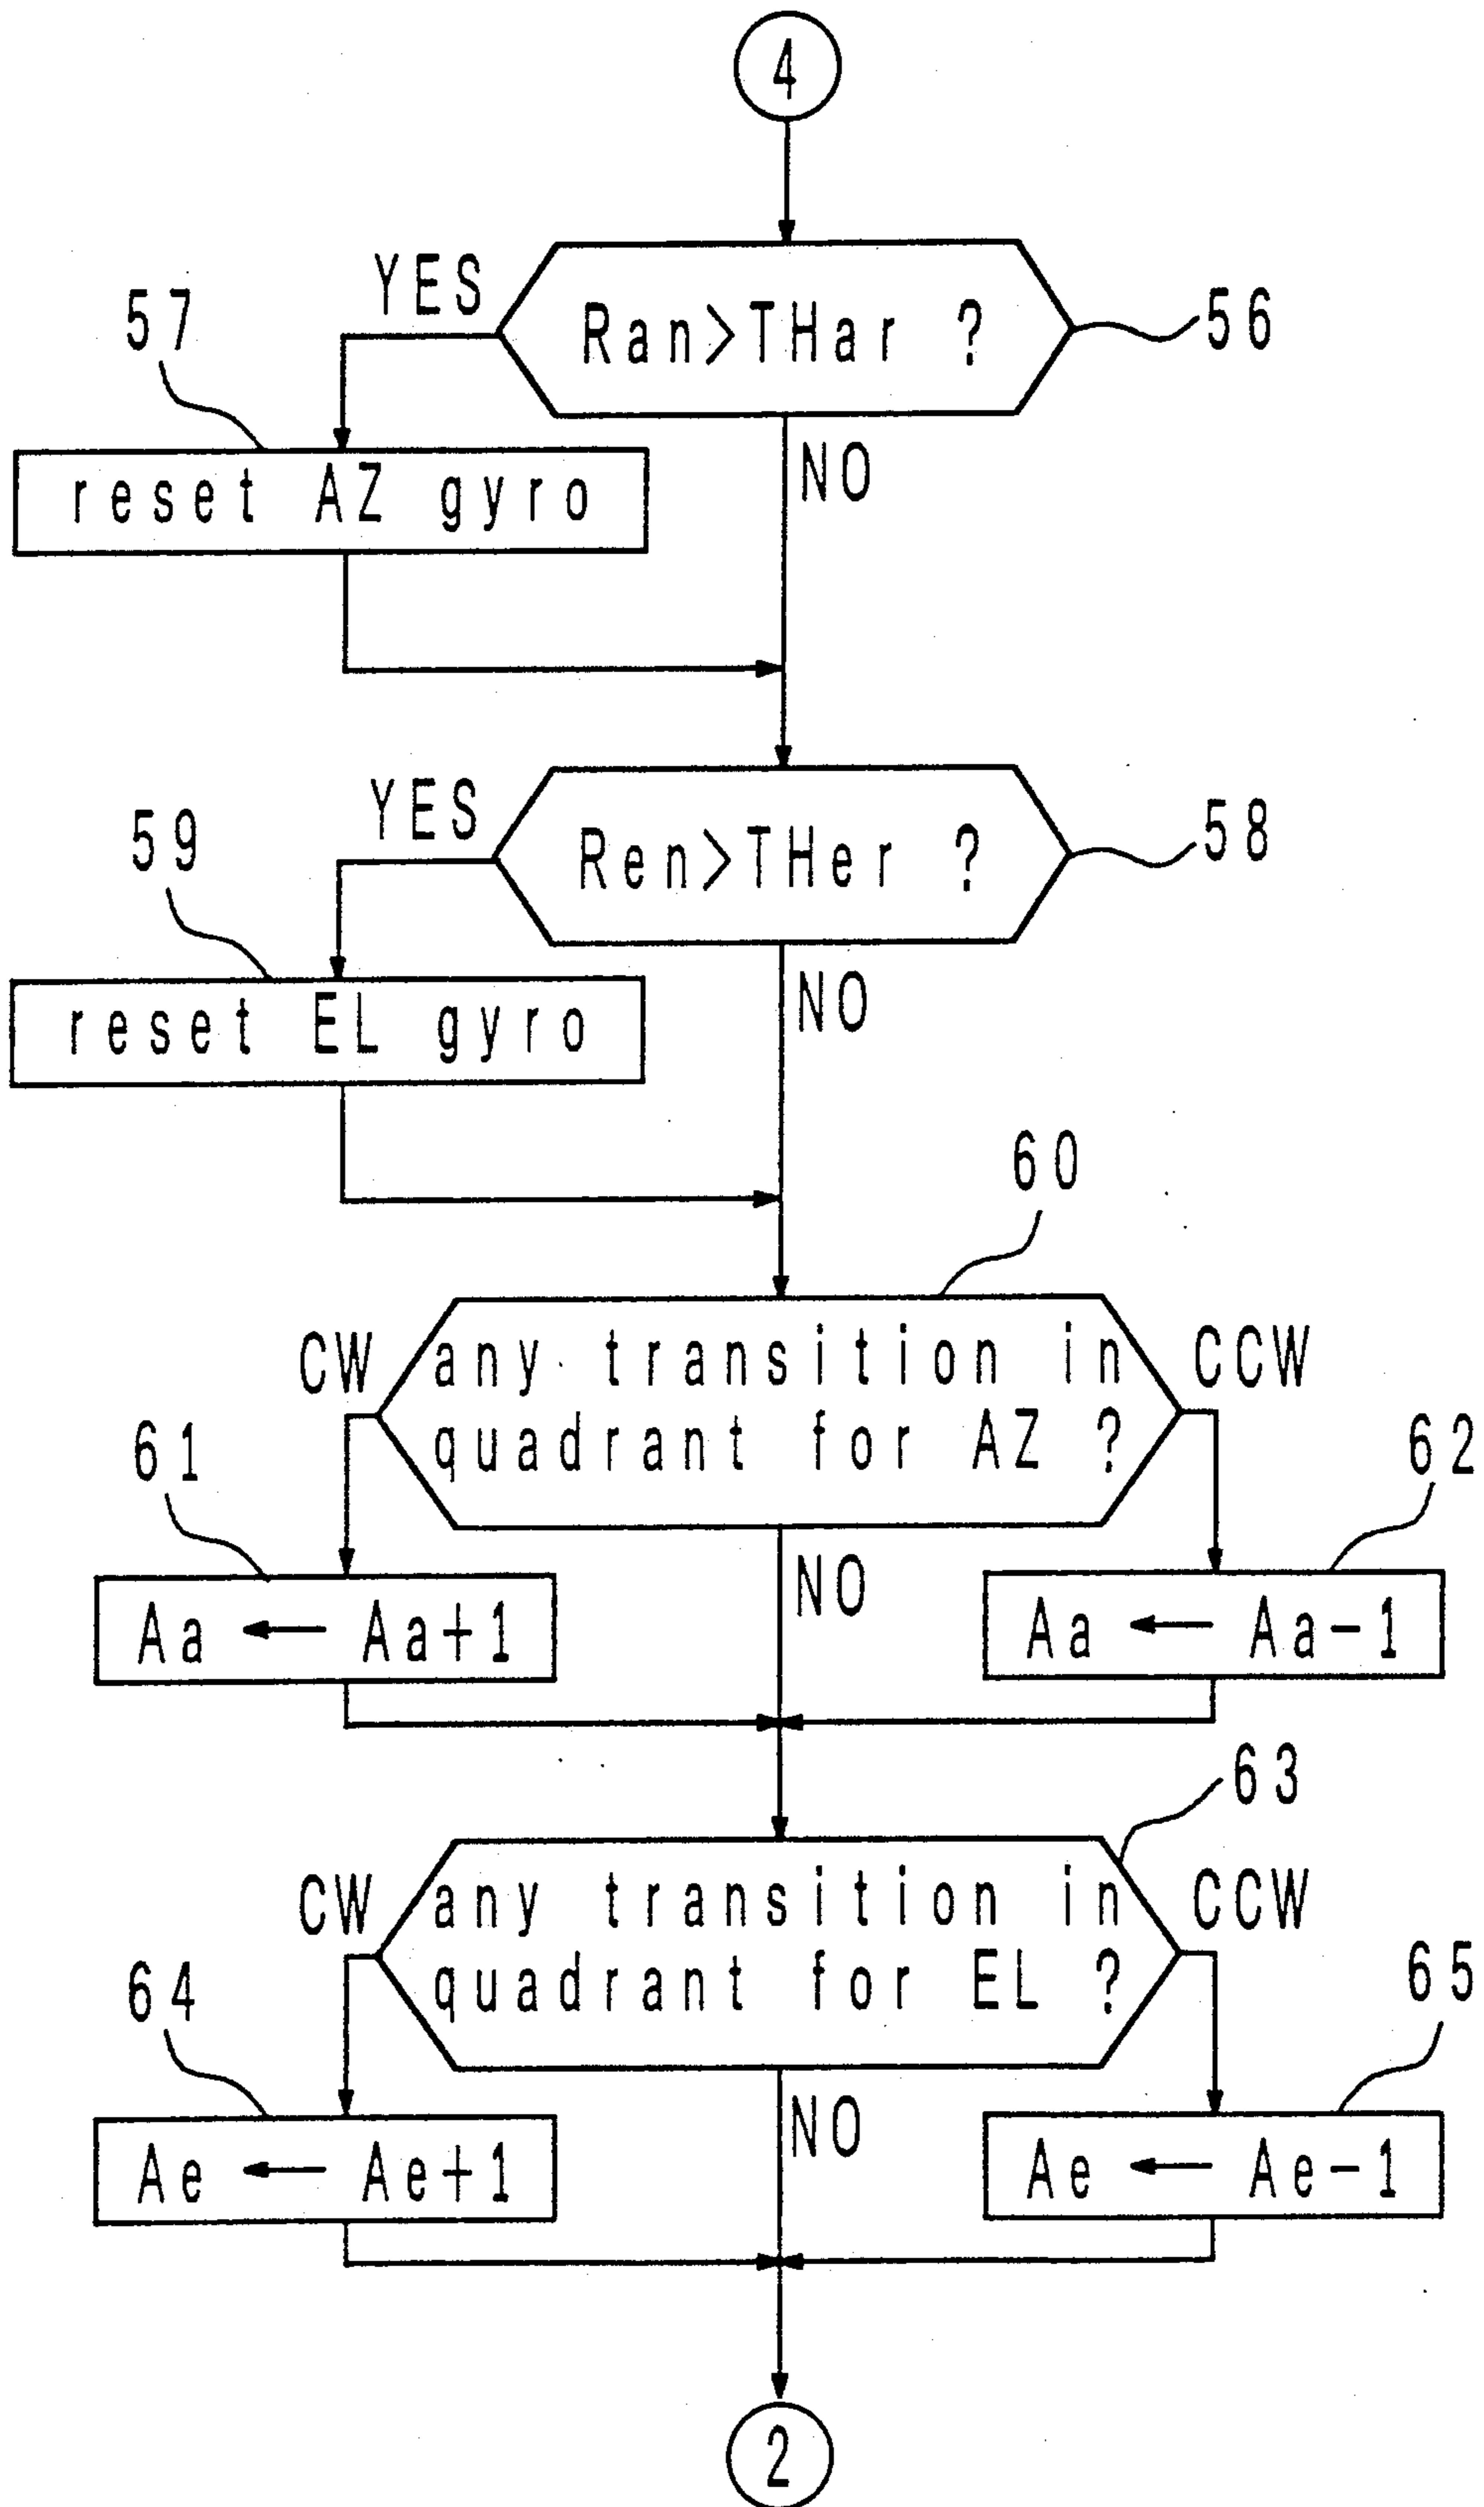 4
YES
57
Ran>THar ?
56
reset AZ gyro
NO
YES
59
Ren>THer ?
58
reset EL gyro
NO
60
CW
any transition in
quadrant for AZ ?
CCW
61
62
Aa ← Aa+1
NO
Aa ← Aa-1
63
CW
any transition in
quadrant for EL ?
CCW
64
65
Ae ← Ae+1
NO
Ae ← Ae-1
2